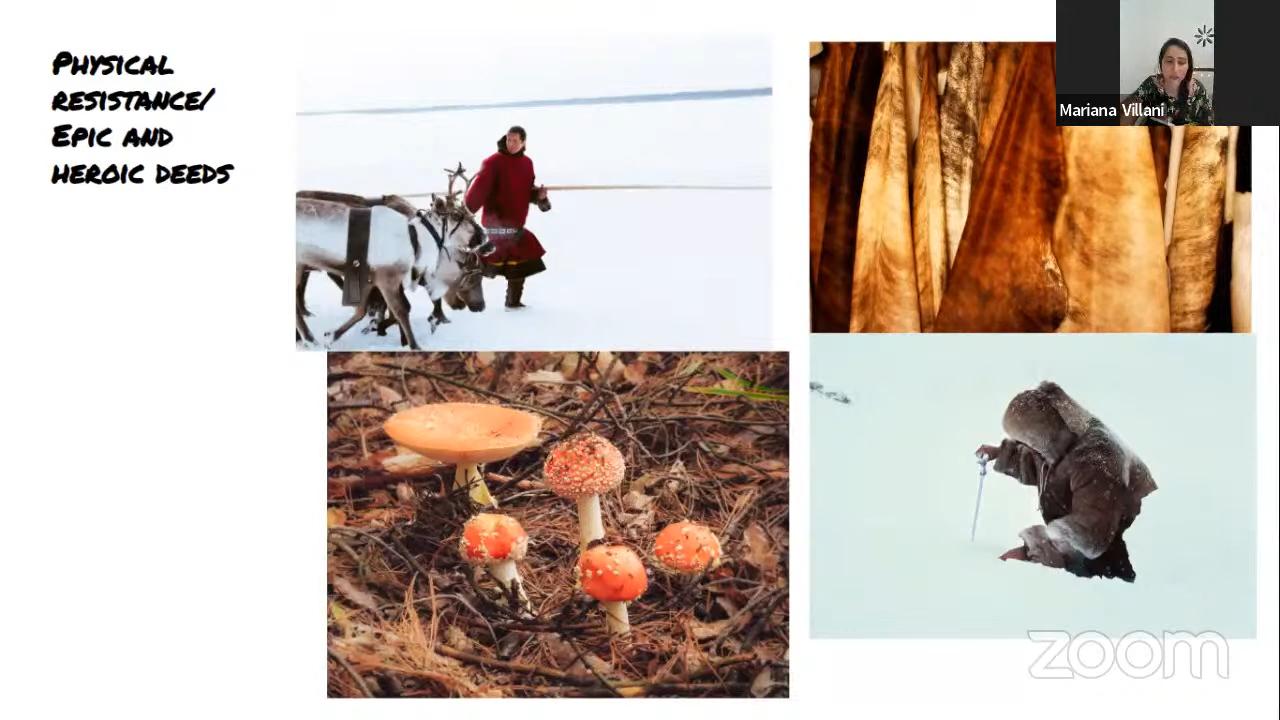 Physical
resistance/
Epic and
heroic deeds
Mariana Villani
zoom